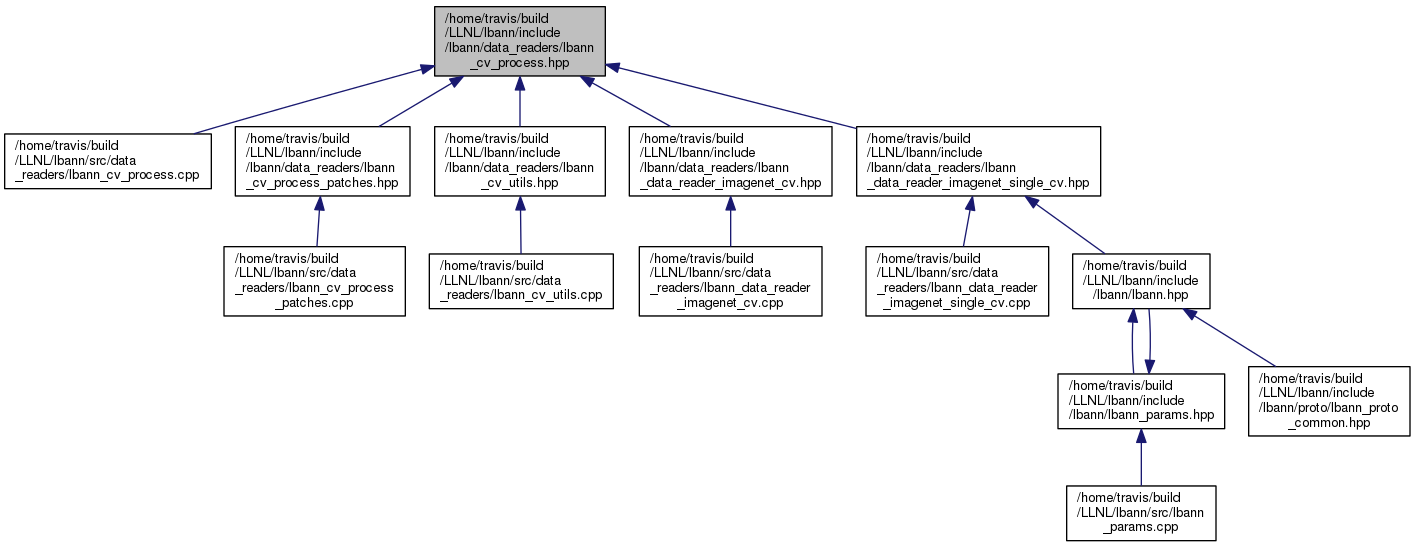 /home/travis/build
/LLNL/lbann/include
/lbann/data_readers/lbann
_cv_process.hpp
/home/travis/build
/LLNL/lbann/src/data
_readers/lbann_cv_process.cpp
/home/travis/build
/LLNL/lbann/include
/lbann/data_readers/lbann
_cv_process_patches.hpp
/home/travis/build
/LLNL/lbann/include
/lbann/data_readers/lbann
_cv_utils.hpp
/home/travis/build
/LLNL/lbann/include
/lbann/data_readers/lbann
_data_reader_imagenet_cv.hpp
/home/travis/build
/LLNL/lbann/include
/lbann/data_readers/lbann
_data_reader_imagenet_single_cv.hpp
/home/travis/build
/LLNL/lbann/src/data
_readers/lbann_cv_process
_patches.cpp
/home/travis/build
/LLNL/lbann/src/data
_readers/lbann_cv_utils.cpp
/home/travis/build
/LLNL/lbann/src/data
_readers/lbann_data_reader
_imagenet_cv.cpp
/home/travis/build
/LLNL/lbann/src/data
_readers/lbann_data_reader
_imagenet_single_cv.cpp
/home/travis/build
/LLNL/lbann/include
/lbann/lbann.hpp
/home/travis/build
/LLNL/lbann/include
/lbann/lbann_params.hpp
/home/travis/build
/LLNL/lbann/include
/lbann/proto/lbann_proto
_common.hpp
/home/travis/build
/LLNL/lbann/src/lbann
_params.cpp